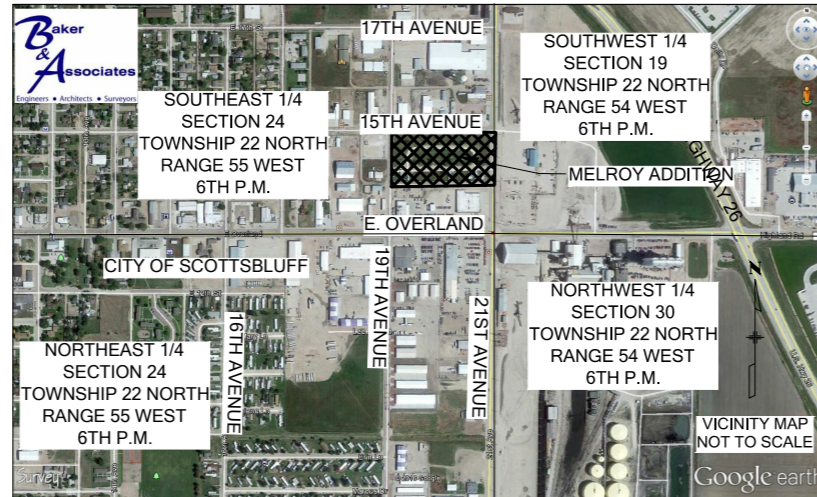 Baker
&
Associates
Engineers • Architects • Surveyors
17TH AVENUE
SOUTHWEST 1/4
SECTION 19
TOWNSHIP 22 NORTH
RANGE 54 WEST
6TH P.M.
SOUTHEAST 1/4
SECTION 24
TOWNSHIP 22 NORTH
RANGE 55 WEST
6TH P.M.
15TH AVENUE
MELROY ADDITION
GHWAY 26
E. OVERLAND
Highland Rd
CITY OF SCOTTSBLUFF
16TH AVENUE
19TH AVENUE
21ST AVENUE
NORTHWEST 1/4
SECTION 30
TOWNSHIP 22 NORTH
RANGE 54 WEST
6TH P.M.
N
NORTHEAST 1/4
SECTION 24
TOWNSHIP 22 NORTH
RANGE 55 WEST
6TH P.M.
VICINITY MAP
NOT TO SCALE
Survey
Google earth